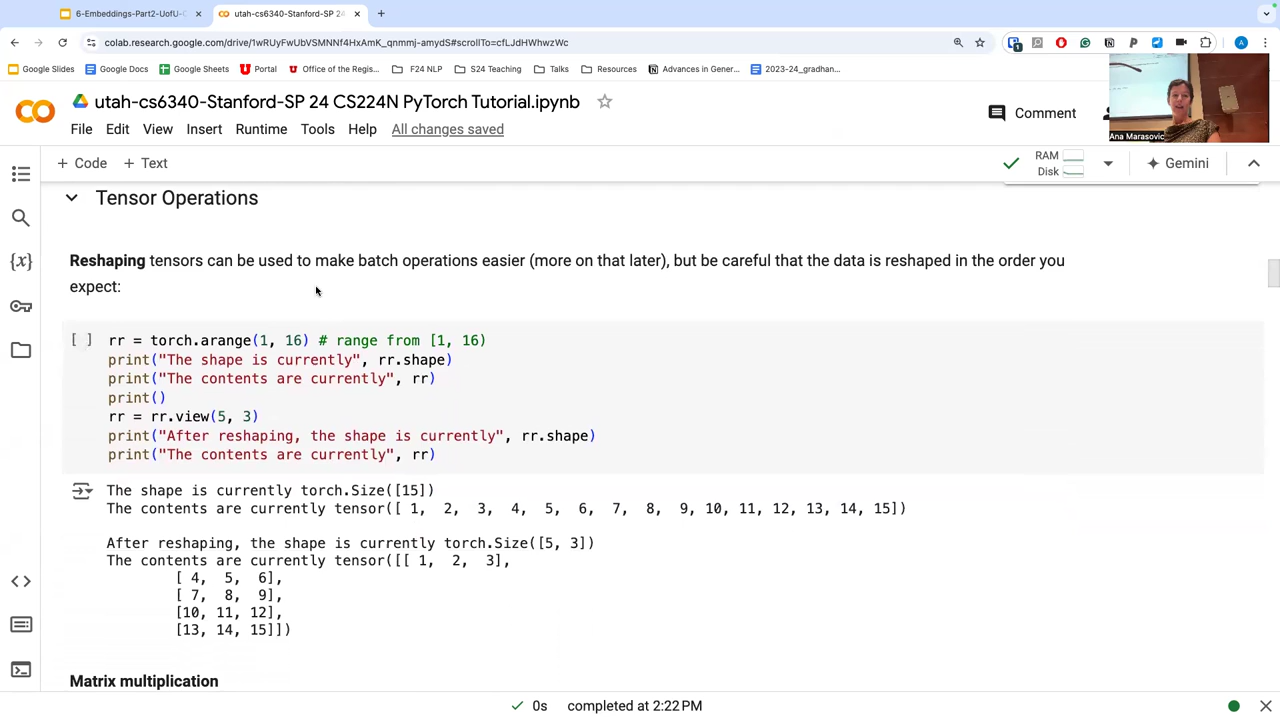 6-Embeddings-Part2-UofU-C
utah-cs6340-Stanford-SP 24
colab.research.google.com/drive/1wRUyFwUbVSMNNf4HxAmK_qnmmj-amydS#scrollTo=cfLJdHWhwzWc
Google Slides
Google Docs
Google Sheets
Portal
Office of the Regis...
S24 NLP
S24 Teaching
Talks
Resources
Advances in Gener...
2023-24_gradhan...
utah-cs6340-Stanford-SP 24 CS224N PyTorch Tutorial.ipynb
Comment
Ana Marasovic
File Edit View Insert Runtime Tools Help All changes saved
+ Code + Text
RAM
Disk
Gemini
Tensor Operations
Reshaping tensors can be used to make batch operations easier (more on that later), but be careful that the data is reshaped in the order you
expect:
[ ] rr = torch.arange(1, 16) # range from [1, 16)
print("The shape is currently", rr.shape)
print("The contents are currently", rr)
print()
rr = rr.view(5, 3)
print("After reshaping, the shape is currently", rr.shape)
print("The contents are currently", rr)
The shape is currently torch.Size([15])
The contents are currently tensor([ 1, 2, 3, 4, 5, 6, 7, 8, 9, 10, 11, 12, 13, 14, 15])
After reshaping, the shape is currently torch.Size([5, 3])
The contents are currently tensor([[ 1, 2, 3],
[ 4, 5, 6],
[ 7, 8, 9],
[10, 11, 12],
[13, 14, 15]])
Matrix multiplication
0s completed at 2:22 PM